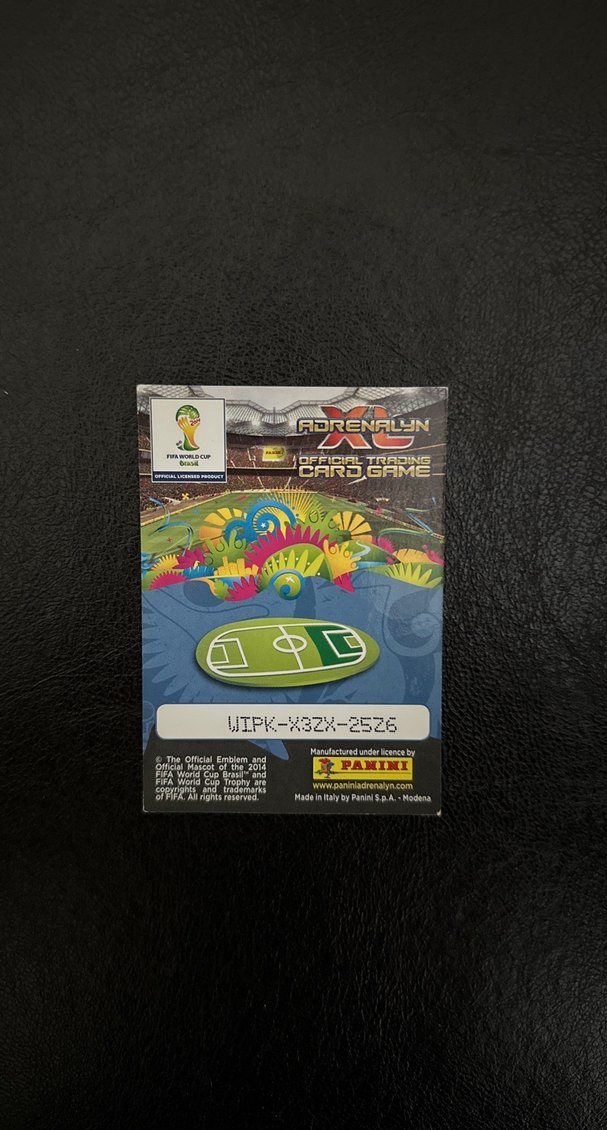 FIFA WORLD CUP
Brasil
OFFICIAL LICENSED PRODUCT
ADRENALYN
XL
OFFICIAL TRADING
CARD GAME
PANINI
WIPK-X3ZX-25Z6
© The Official Emblem and
Official Mascot of the 2014
FIFA World Cup Brasil™ and
FIFA World Cup Trophy are
copyrights and trademarks
of FIFA. All rights reserved.
Manufactured under licence by
PANINI
www.paniniadrenalyn.com
Made in Italy by Panini S.p.A. - Modena